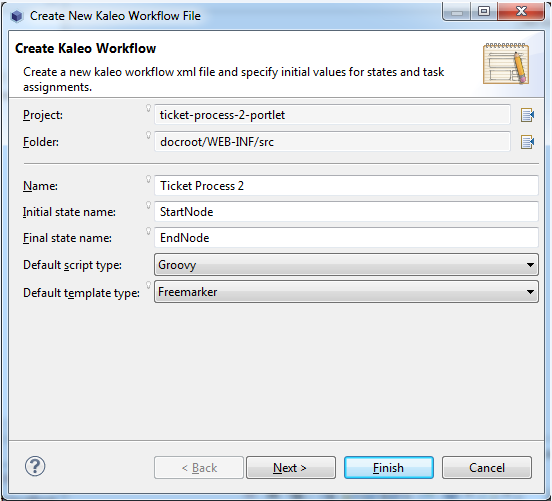 Create New Kaleo Workflow File
Create Kaleo Workflow
Create a new kaleo workflow xml file and specify initial values for states and task
assignments.
Project: ticket-process-2-portlet
Folder: docroot/WEB-INF/src
Name: Ticket Process 2
Initial state name: StartNode
Final state name: EndNode
Default script type: Groovy
Default template type: Freemarker
? < Back Next > Finish Cancel